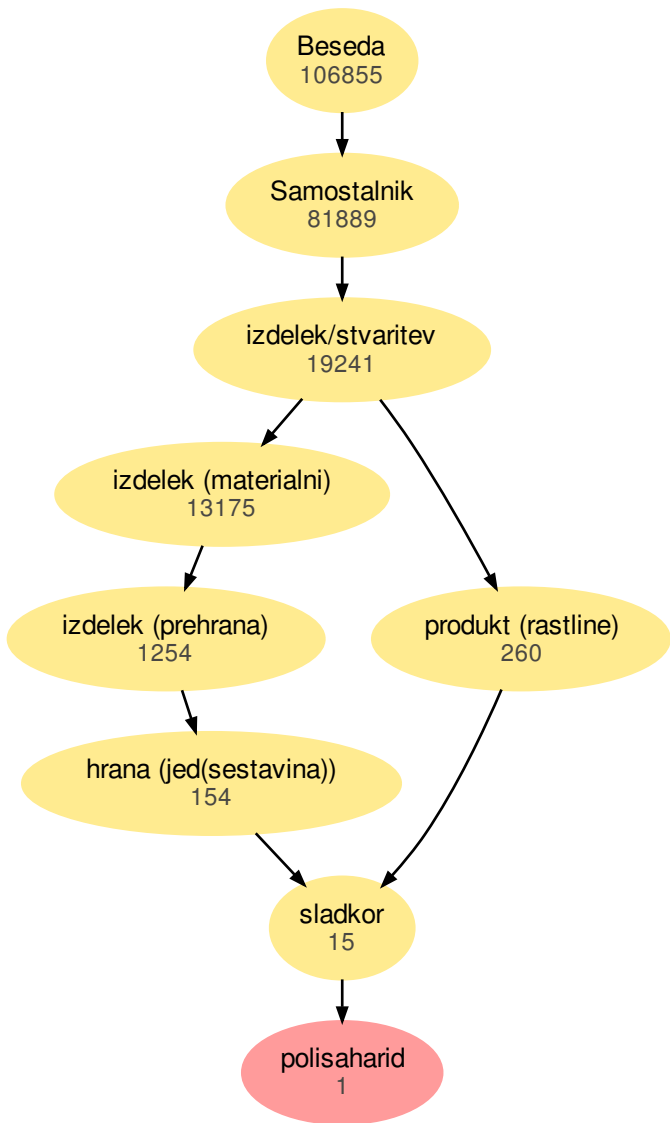 Beseda
106855
Samostalnik
81889
izdelek/stvaritev
19241
izdelek (materialni)
13175
izdelek (prehrana)
1254
produkt (rastline)
260
hrana (jed(sestavina))
154
sladkor
15
polisaharid
1